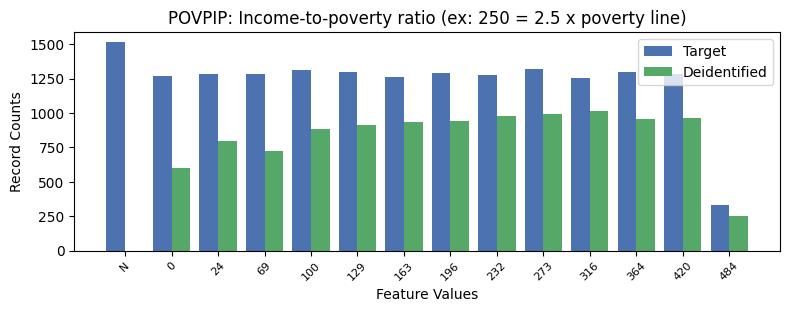 POVPIP: Income-to-poverty ratio (ex: 250 = 2.5 x poverty line)
Target
Deidentified
Record Counts
1500
1250
1000
750
500
250
0
N 0 24 69 100 129 163 196 232 273 316 364 420 484
Feature Values